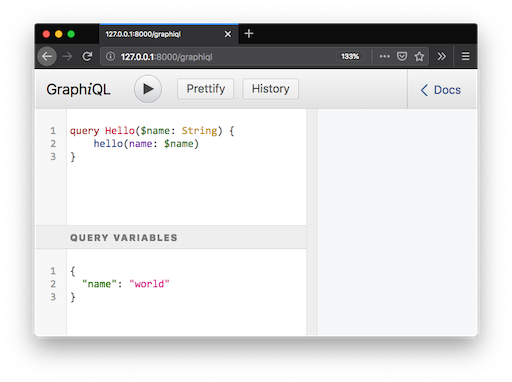 127.0.0.1:8000/graphiql
127.0.0.1:8000/graphiql 133%
GraphiQL Prettify History Docs
1 query Hello($name: String) {
2 hello(name: $name)
3 }
QUERY VARIABLES
1 {
2 "name": "world"
3 }